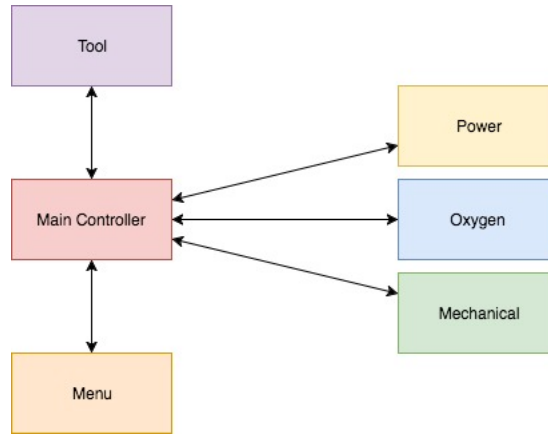 Tool
Power
Main Controller
Oxygen
Mechanical
Menu